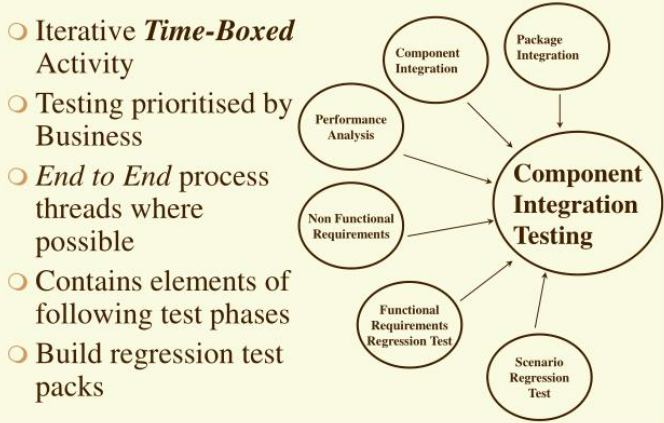 Iterative Time-Boxed
Activity
Testing prioritised by
Business
End to End process
threads where
possible
Contains elements of
following test phases
Build regression test
packs
Component
Integration
Package
Integration
Performance
Analysis
Non Functional
Requirements
Functional
Requirements
Regression Test
Scenario
Regression
Test
Component
Integration
Testing